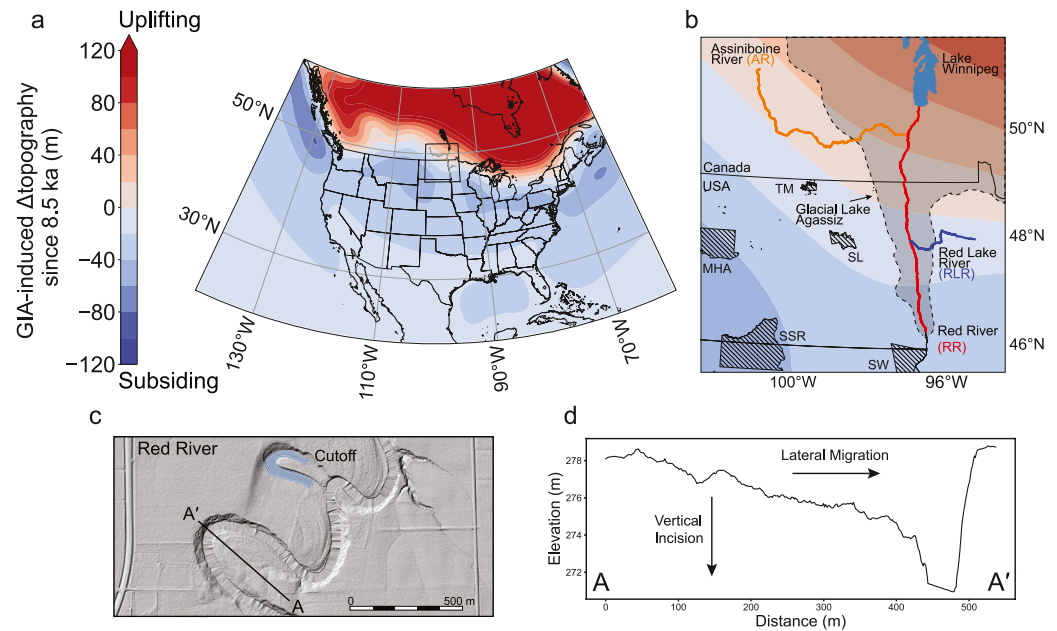 a
Uplifting
120
80
40
0
−40
−80
−120
Subsiding
GIA-induced Δtopography
since 8.5 ka (m)
50°N
30°N
130°W
110°W
90°W
70°W
b
Assiniboine
River (AR)
Lake
Winnipeg
Canada
USA
TM
Glacial Lake
Agassiz
SL
MHA
Red Lake
River
(RLR)
SSR
Red River
(RR)
SW
50°N
48°N
46°N
100°W
96°W
c
Red River
Cutoff
A′
A
0
500 m
d
Elevation (m)
278
276
274
272
Lateral Migration
Vertical
Incision
A
A′
0
100
200
300
400
500
Distance (m)